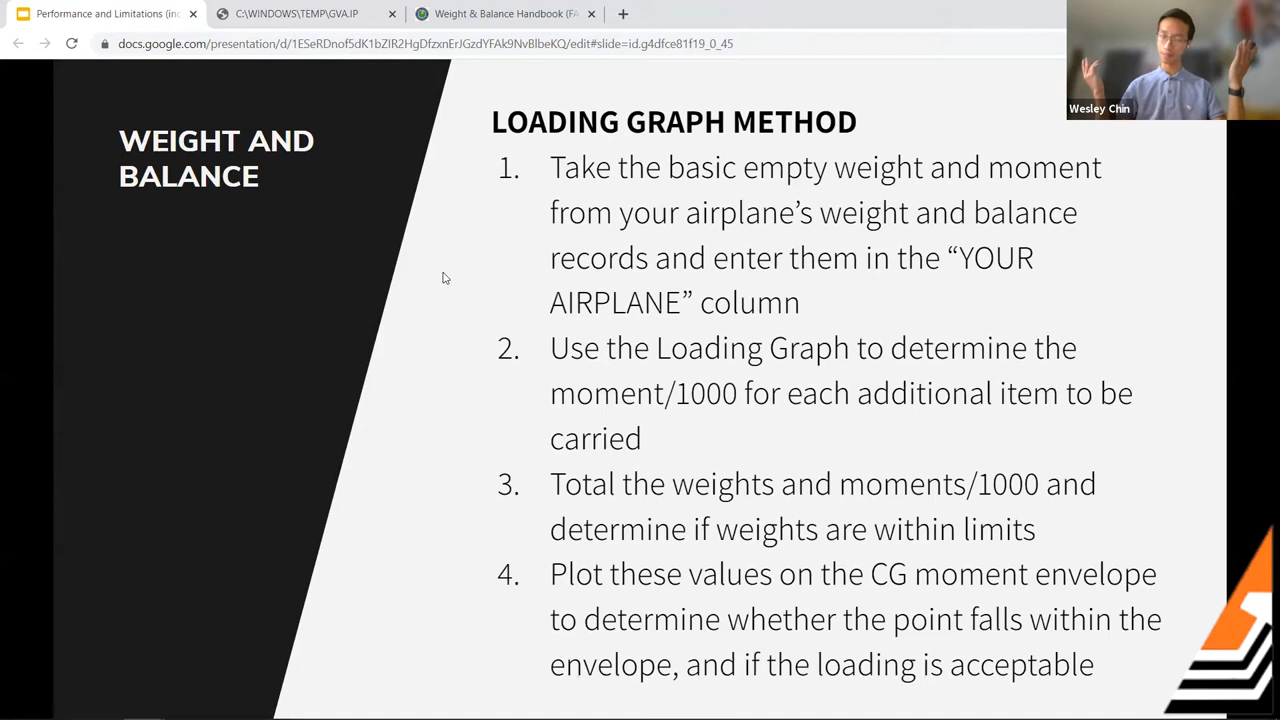 Performance and Limitations (inc
C:\WINDOWS\TEMP\GVA.IP
Weight & Balance Handbook (FA
docs.google.com/presentation/d/1ESeRDnof5dK1bZIR2HgDfzxnErJGzdYFAk9NvBlbeKQ/edit#slide=id.g4dfce81f19_0_45
Wesley Chin
WEIGHT AND
BALANCE
LOADING GRAPH METHOD
1. Take the basic empty weight and moment
from your airplane’s weight and balance
records and enter them in the “YOUR
AIRPLANE” column
2. Use the Loading Graph to determine the
moment/1000 for each additional item to be
carried
3. Total the weights and moments/1000 and
determine if weights are within limits
4. Plot these values on the CG moment envelope
to determine whether the point falls within the
envelope, and if the loading is acceptable